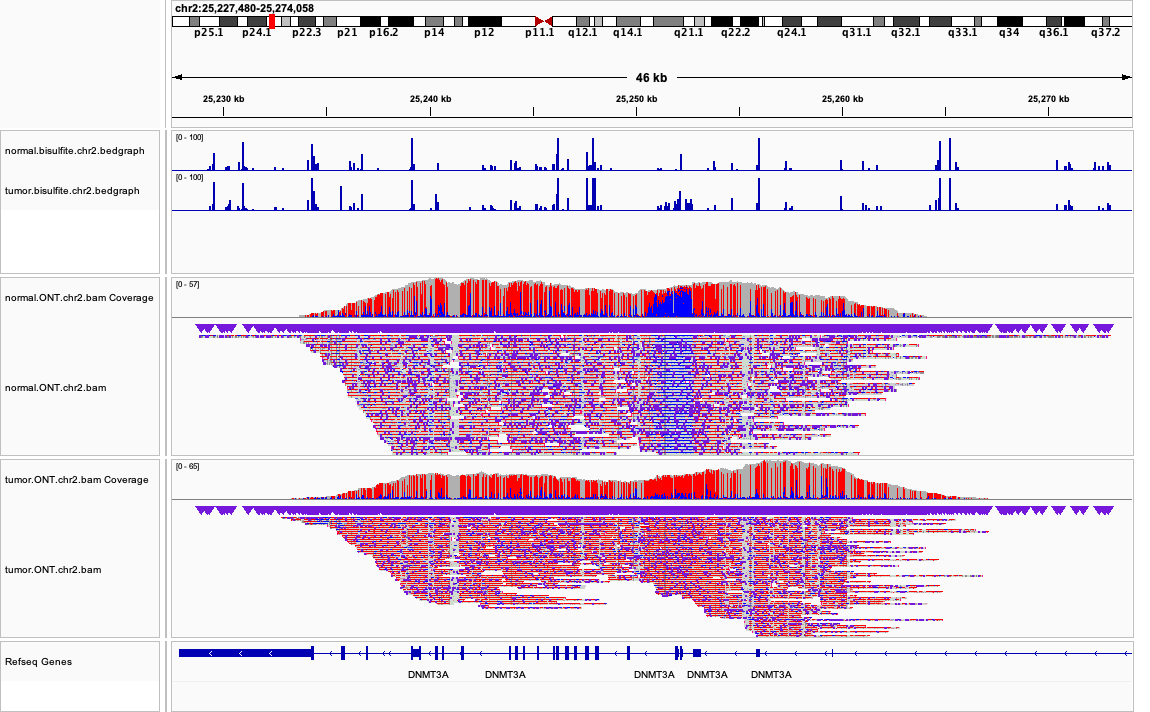 chr2:25,227,480-25,274,058
p25.1 p24.1 p22.3 p21 p16.2 p14 p12 p11.1 q12.1 q14.1 q21.1 q22.2 q24.1 q31.1 q32.1 q33.1 q34 q36.1 q37.2
46 kb
25,230 kb 25,240 kb 25,250 kb 25,260 kb 25,270 kb
[0 - 100]
normal.bisulfite.chr2.bedgraph
[0 - 100]
tumor.bisulfite.chr2.bedgraph
[0 - 57]
normal.ONT.chr2.bam Coverage
normal.ONT.chr2.bam
[0 - 65]
tumor.ONT.chr2.bam Coverage
tumor.ONT.chr2.bam
Refseq Genes
DNMT3A DNMT3A DNMT3A DNMT3A DNMT3A